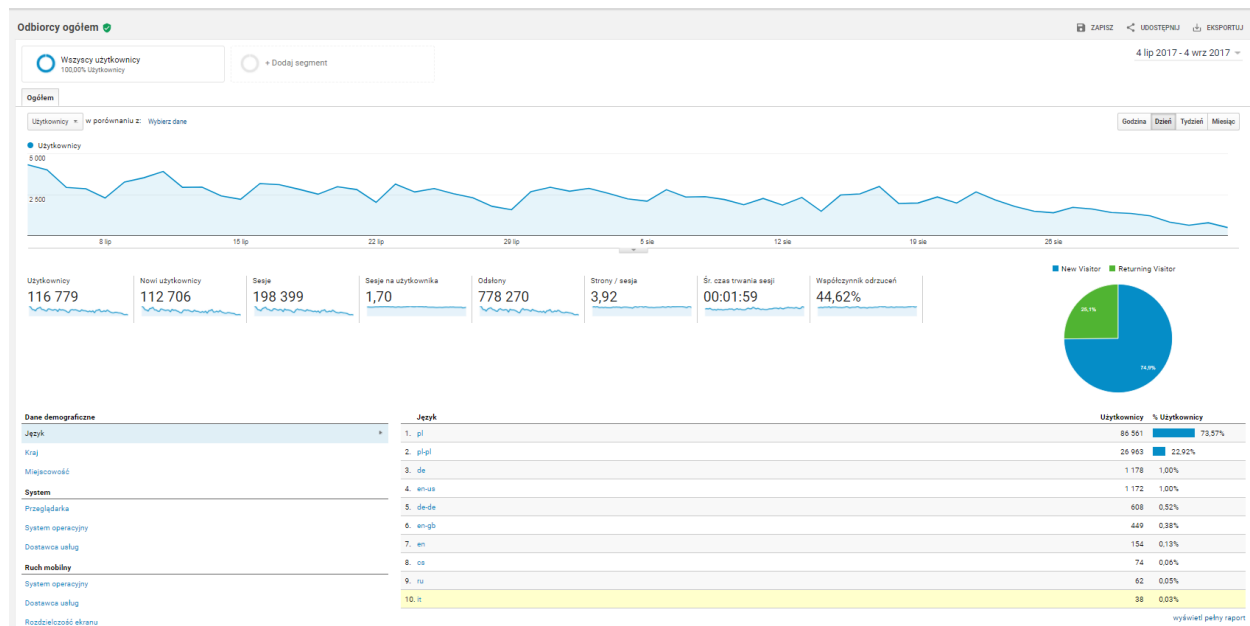 Odbiorcy ogółem
ZAPISZ UDOSTĘPNIJ EKSPORTUJ
Wszyscy użytkownicy
100,00% Użytkownicy
+ Dodaj segment
4 lip 2017 - 4 wrz 2017
Ogółem
Użytkownicy w porównaniu z: Wybierz dane
Godzina Dzień Tydzień Miesiąc
Użytkownicy
5 000
2 500
8 lip 15 lip 22 lip 29 lip 5 sie 12 sie 19 sie 26 sie
New Visitor Returning Visitor
Użytkownicy
116 779
Nowi użytkownicy
112 706
Sesje
198 399
Sesje na użytkownika
1,70
Odsłony
778 270
Strony / sesja
3,92
Śr. czas trwania sesji
00:01:59
Współczynnik odrzuceń
44,62%
25,1%
74,9%
Dane demograficzne
Język
Kraj
Miejscowość
System
Przeglądarka
System operacyjny
Dostawca usług
Ruch mobilny
System operacyjny
Dostawca usług
Rozdzielczość ekranu
Język Użytkownicy % Użytkownicy
1. pl 86 561 73,57%
2. pl-pl 26 963 22,92%
3. de 1 178 1,00%
4. en-us 1 172 1,00%
5. de-de 608 0,52%
6. en-gb 449 0,38%
7. en 154 0,13%
8. cs 74 0,06%
9. ru 62 0,05%
10. it 38 0,03%
wyświetl pełny raport